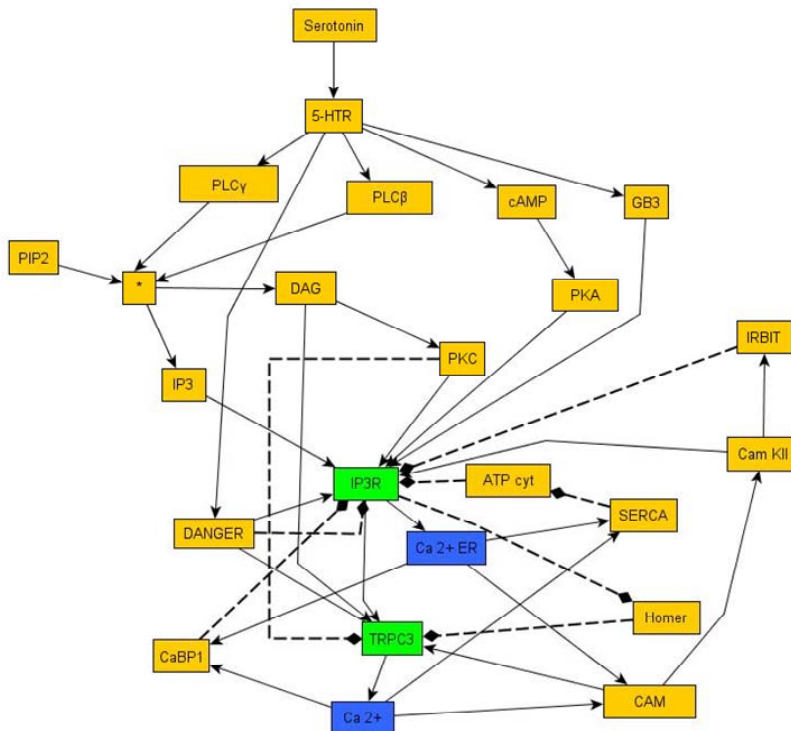 Serotonin
5-HTR
PLCγ
PLCβ
cAMP
GB3
PIP2
*
DAG
PKA
IRBIT
IP3
PKC
Cam KII
IP3R
ATP cyt
SERCA
DANGER
Ca 2+ ER
Homer
CaBP1
TRPC3
CAM
Ca 2+